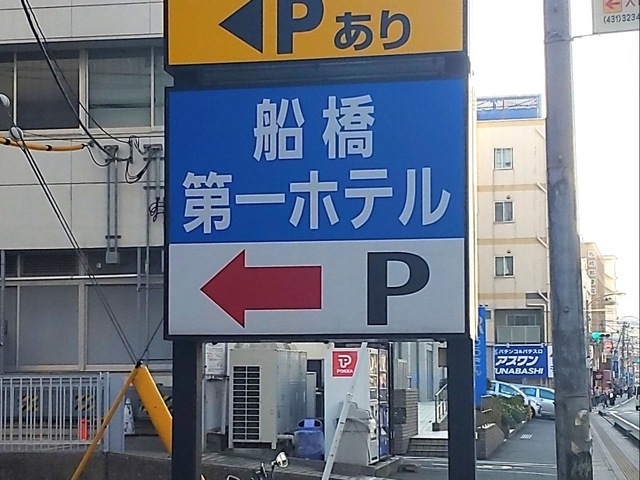 Pあり
船橋
第一ホテル
P
(431)3234
POKKA
パチンコ&パチスロ
アスワン
FUNABASHI